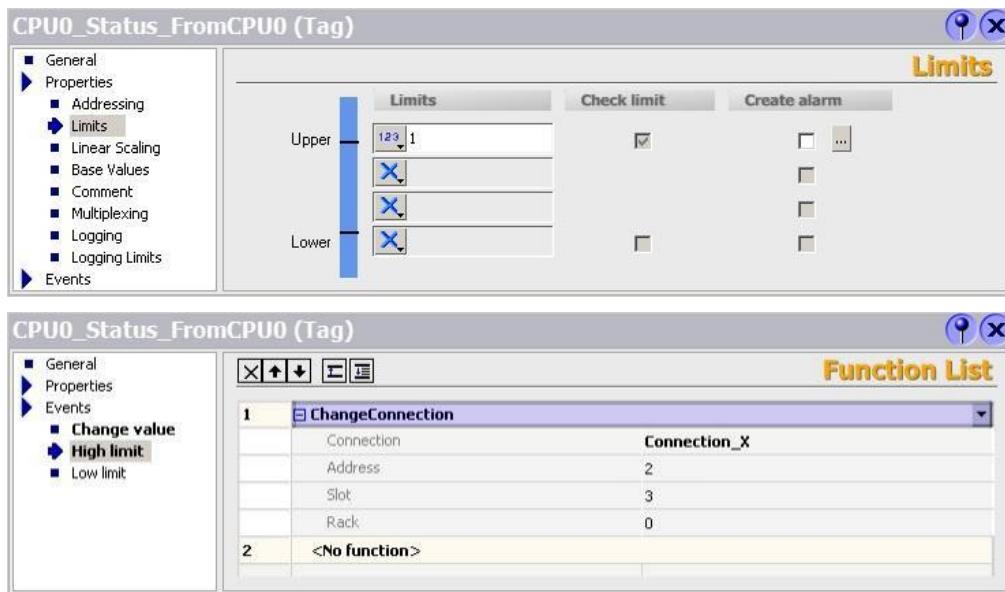 CPU0_Status_FromCPU0 (Tag)
General
Properties
Addressing
Limits
Linear Scaling
Base Values
Comment
Multiplexing
Logging
Logging Limits
Events
Limits
Limits Check limit Create alarm
Upper 123 1 ...
Lower
CPU0_Status_FromCPU0 (Tag)
General
Properties
Events
Change value
High limit
Low limit
Function List
1 ChangeConnection
Connection Connection_X
Address 2
Slot 3
Rack 0
2 <No function>